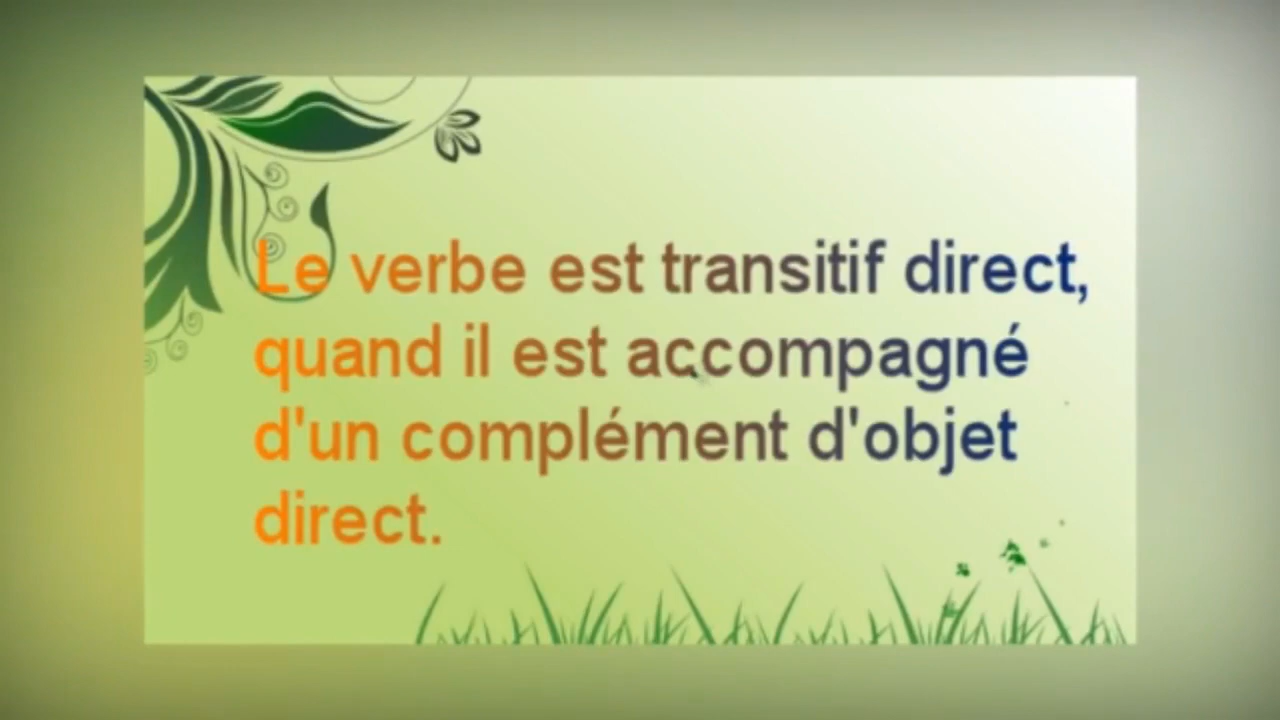 Le verbe est transitif direct,
quand il est accompagné
d'un complément d'objet
direct.